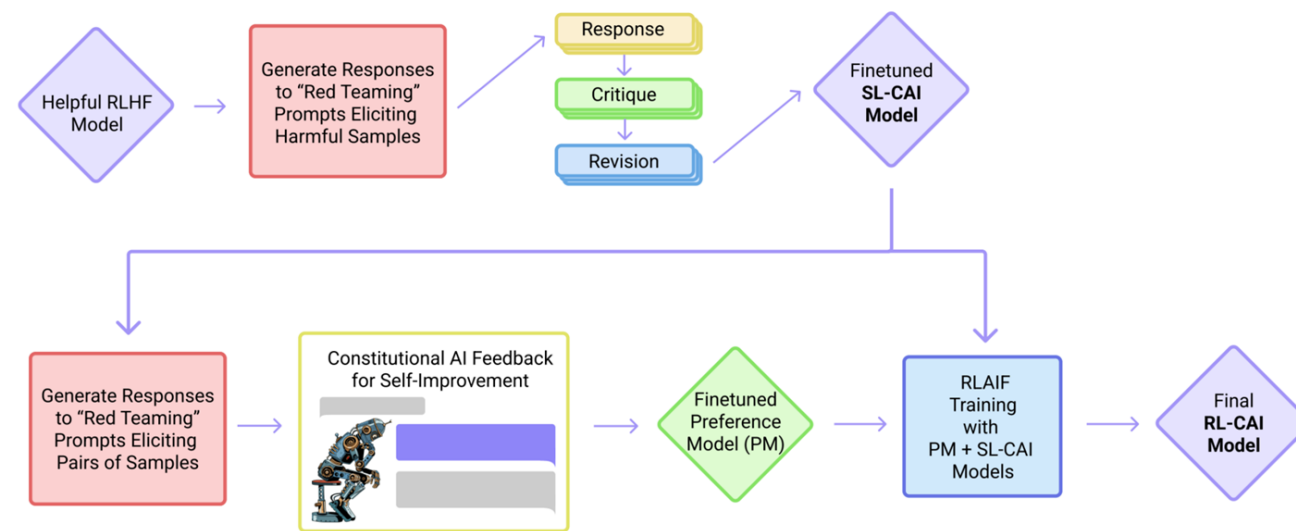 Helpful RLHF
Model
Generate Responses
to “Red Teaming”
Prompts Eliciting
Harmful Samples
Response
Critique
Revision
Finetuned
SL-CAI
Model
Generate Responses
to “Red Teaming”
Prompts Eliciting
Pairs of Samples
Constitutional AI Feedback
for Self-Improvement
Finetuned
Preference
Model (PM)
RLAIF
Training
with
PM + SL-CAI
Models
Final
RL-CAI
Model